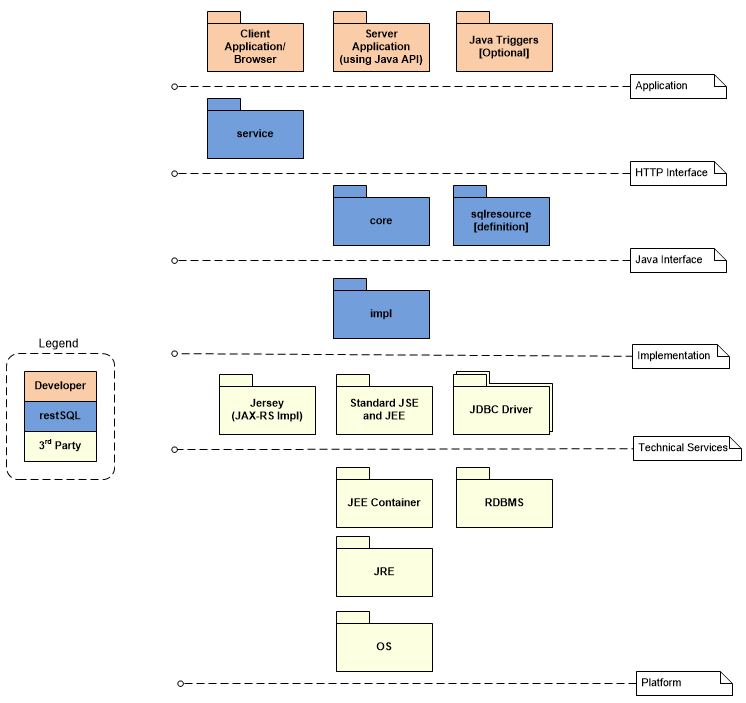 Client
Application/
Browser
Server
Application
(using Java API)
Java Triggers
[Optional]
Application
service
HTTP Interface
core
sqlresource
[definition]
Java Interface
impl
Implementation
Legend
Developer
restSQL
3rd Party
Jersey
(JAX-RS Impl)
Standard JSE
and JEE
JDBC Driver
Technical Services
JEE Container
RDBMS
JRE
OS
Platform